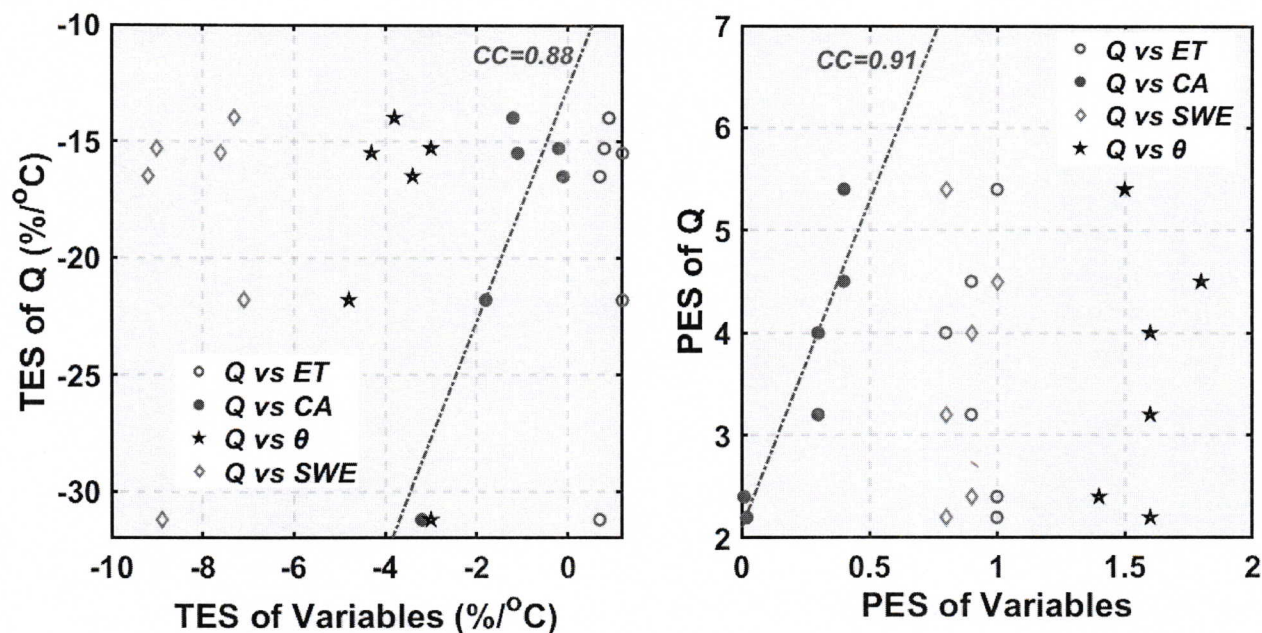 TES of Q (%/°C)
-10
-15
-20
-25
-30
CC=0.88
Q vs ET
Q vs CA
Q vs θ
Q vs SWE
-10 -8 -6 -4 -2 0
TES of Variables (%/°C)
PES of Q
7
6
5
4
3
2
CC=0.91
Q vs ET
Q vs CA
Q vs SWE
Q vs θ
0 0.5 1 1.5 2
PES of Variables